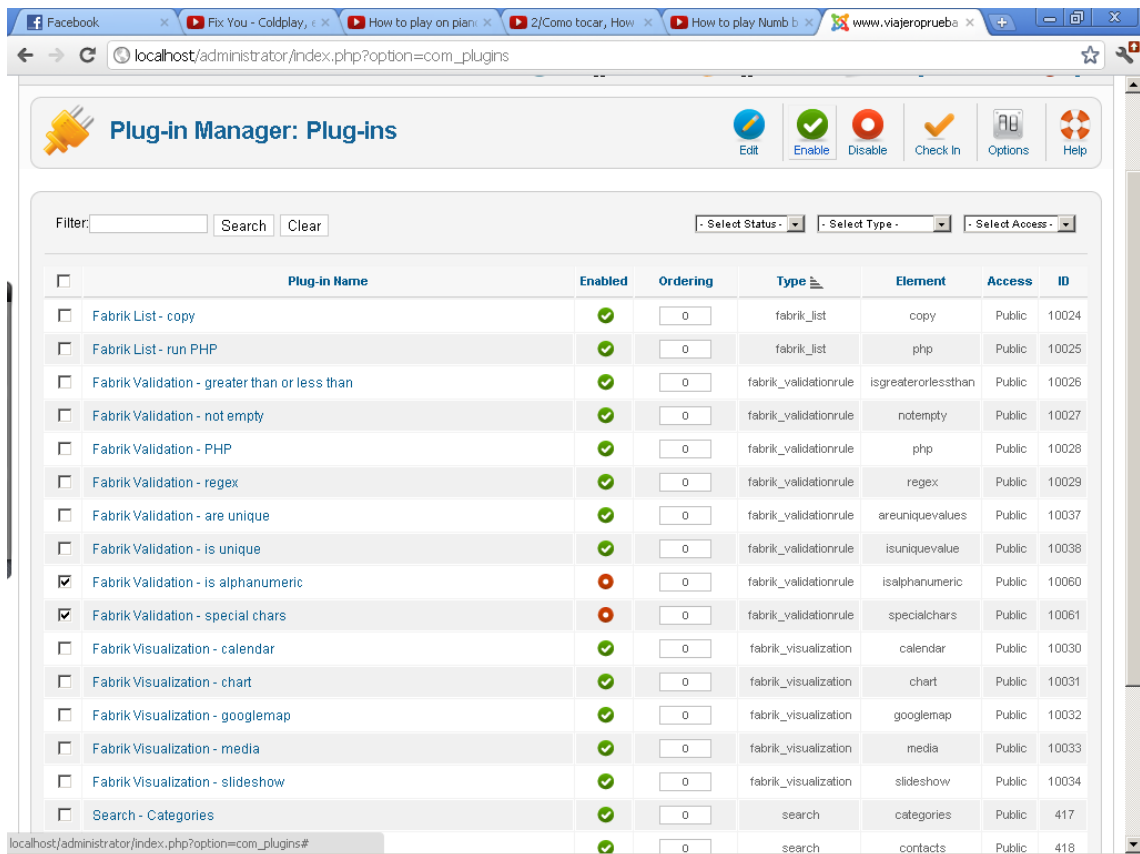 Facebook
Fix You - Coldplay,
How to play on pian
2/Como tocar, How
How to play Numb b
www.viajeroprueba
localhost/administrator/index.php?option=com_plugins
Plug-in Manager: Plug-ins
Edit
Enable
Disable
Check In
Options
Help
Filter:
Search
Clear
- Select Status -
- Select Type -
- Select Access -
Plug-in Name Enabled Ordering Type Element Access ID
Fabrik List - copy 0 fabrik_list copy Public 10024
Fabrik List - run PHP 0 fabrik_list php Public 10025
Fabrik Validation - greater than or less than 0 fabrik_validationrule isgreaterorlessthan Public 10026
Fabrik Validation - not empty 0 fabrik_validationrule notempty Public 10027
Fabrik Validation - PHP 0 fabrik_validationrule php Public 10028
Fabrik Validation - regex 0 fabrik_validationrule regex Public 10029
Fabrik Validation - are unique 0 fabrik_validationrule areuniquevalues Public 10037
Fabrik Validation - is unique 0 fabrik_validationrule isuniquevalue Public 10038
Fabrik Validation - is alphanumeric 0 fabrik_validationrule isalphanumeric Public 10060
Fabrik Validation - special chars 0 fabrik_validationrule specialchars Public 10061
Fabrik Visualization - calendar 0 fabrik_visualization calendar Public 10030
Fabrik Visualization - chart 0 fabrik_visualization chart Public 10031
Fabrik Visualization - googlemap 0 fabrik_visualization googlemap Public 10032
Fabrik Visualization - media 0 fabrik_visualization media Public 10033
Fabrik Visualization - slideshow 0 fabrik_visualization slideshow Public 10034
Search - Categories 0 search categories Public 417
localhost/administrator/index.php?option=com_plugins# 0 search contacts Public 418